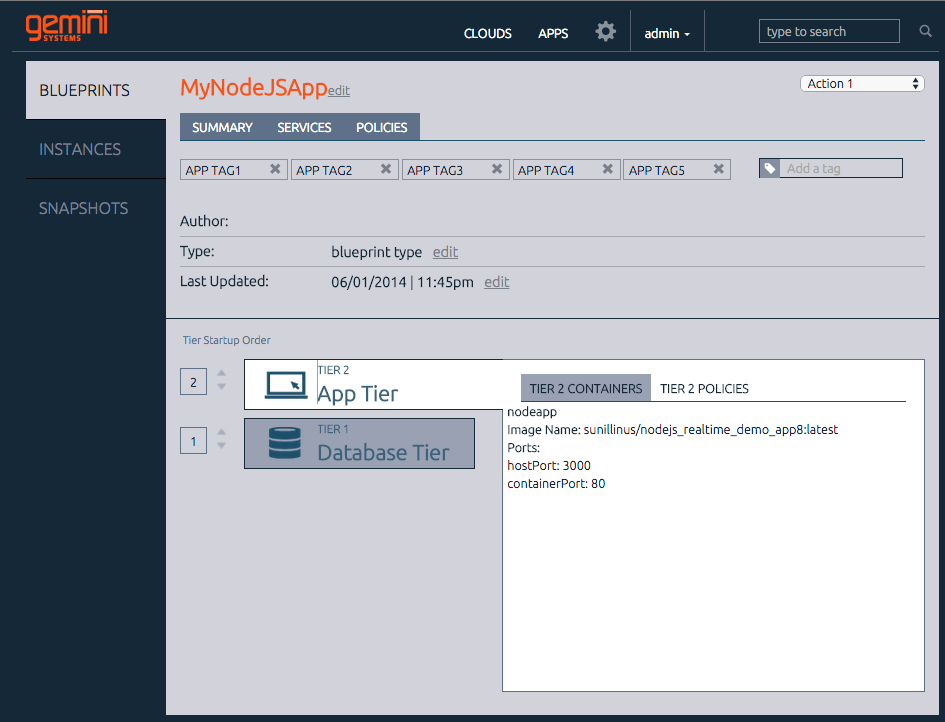 gemini
SYSTEMS
CLOUDS APPS admin type to search
BLUEPRINTS
INSTANCES
SNAPSHOTS
MyNodeJSApp edit Action 1
SUMMARY SERVICES POLICIES
APP TAG1 APP TAG2 APP TAG3 APP TAG4 APP TAG5 Add a tag
Author:
Type: blueprint type edit
Last Updated: 06/01/2014 | 11:45pm edit
Tier Startup Order
2 TIER 2
App Tier
1 TIER 1
Database Tier
TIER 2 CONTAINERS TIER 2 POLICIES
nodeapp
Image Name: sunillinus/nodejs_realtime_demo_app8:latest
Ports:
hostPort: 3000
containerPort: 80